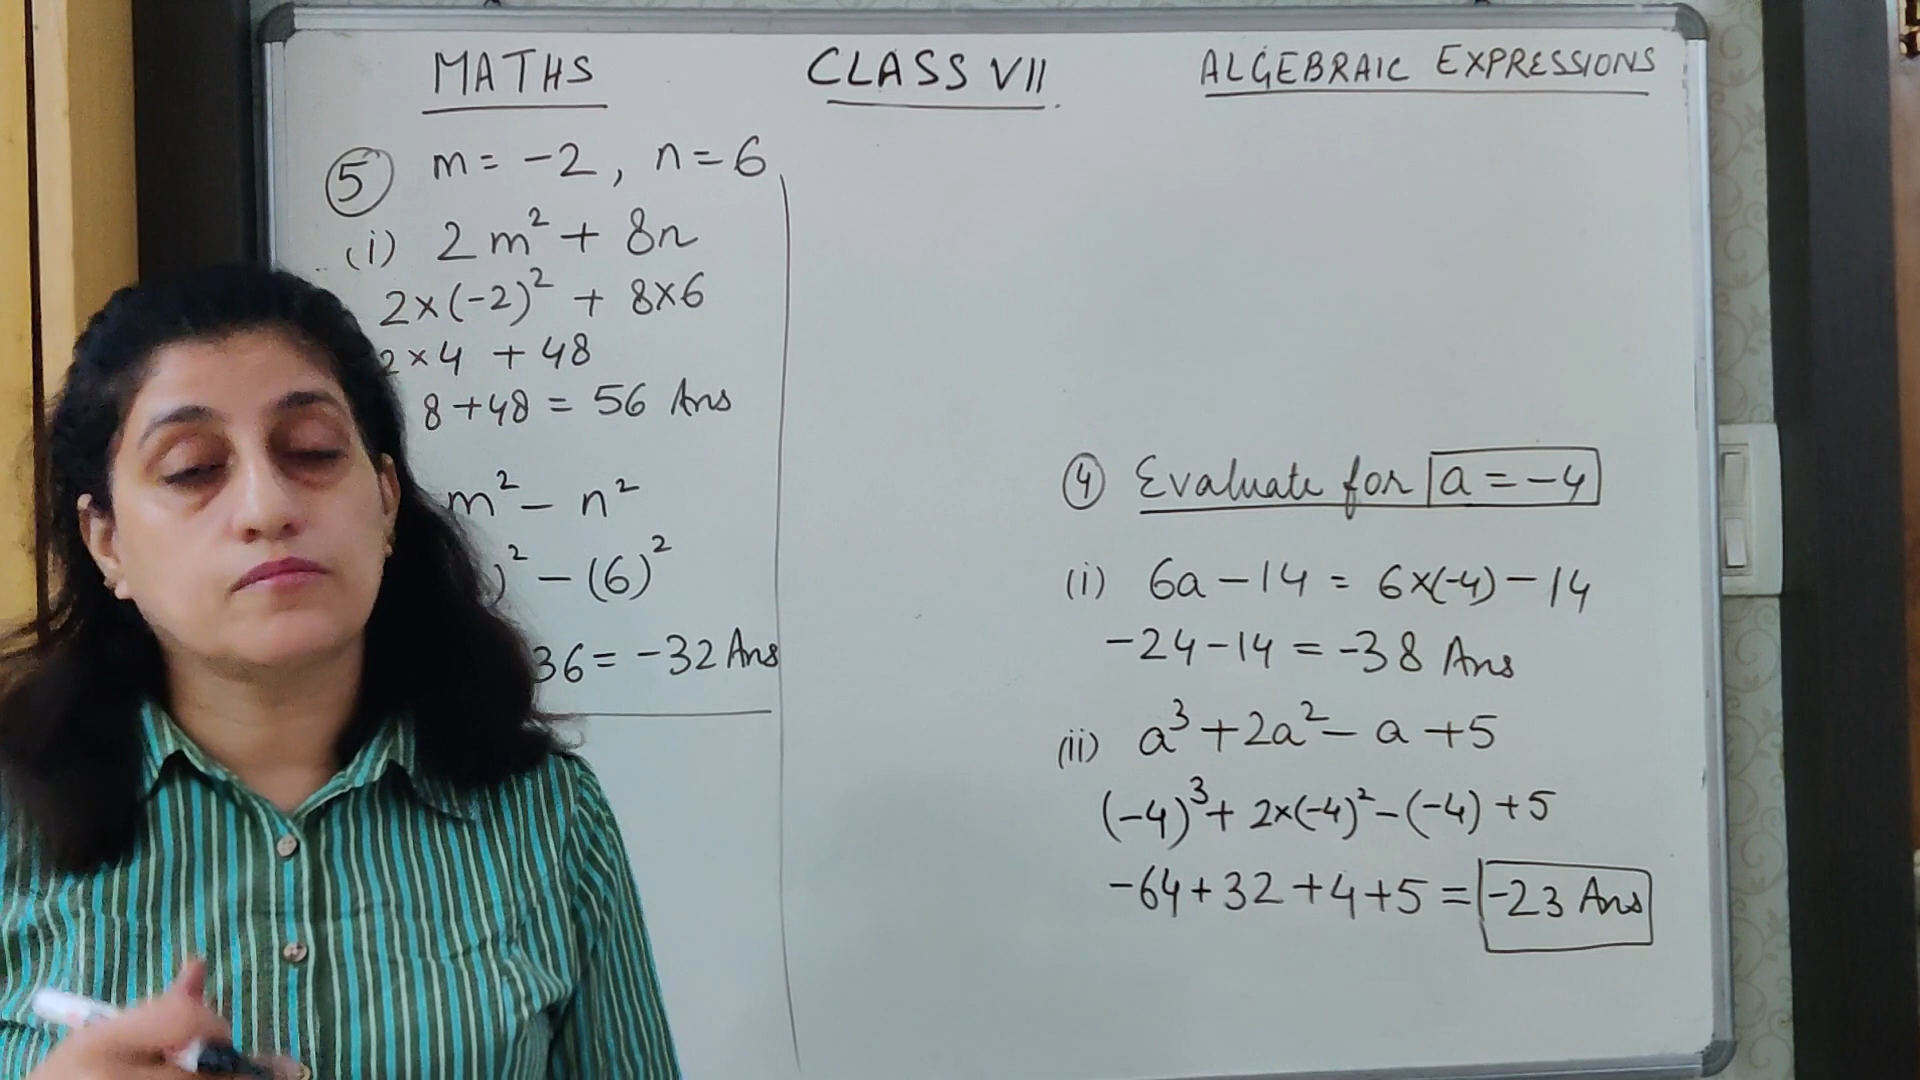 MATHS CLASS VII ALGEBRAIC EXPRESSIONS
5 m = -2, n = 6
(i) 2m² + 8n
2×(-2)² + 8×6
2×4 + 48
8+48 = 56 Ans
m² - n²
)² - (6)²
36 = -32 Ans
4 Evaluate for a = -4
(i) 6a - 14 = 6×(-4) - 14
-24-14 = -38 Ans
(ii) a³ + 2a² - a + 5
(-4)³ + 2×(-4)² - (-4) + 5
-64+32+4+5 = -23 Ans